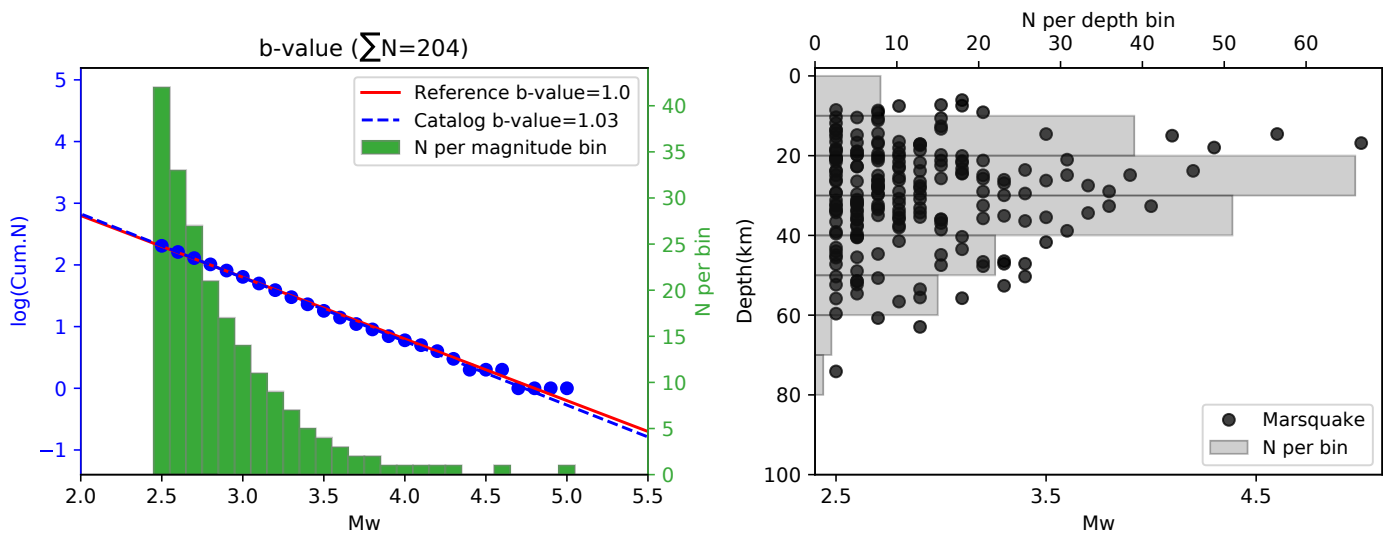 b-value (∑N=204)
log(Cum.N)
5
4
3
2
1
0
−1
Reference b-value=1.0
Catalog b-value=1.03
N per magnitude bin
40
35
30
25
20
15
10
5
0
N per bin
2.0 2.5 3.0 3.5 4.0 4.5 5.0 5.5
Mw
N per depth bin
0 10 20 30 40 50 60
Depth(km)
0
20
40
60
80
100
Marsquake
N per bin
2.5 3.5 4.5
Mw